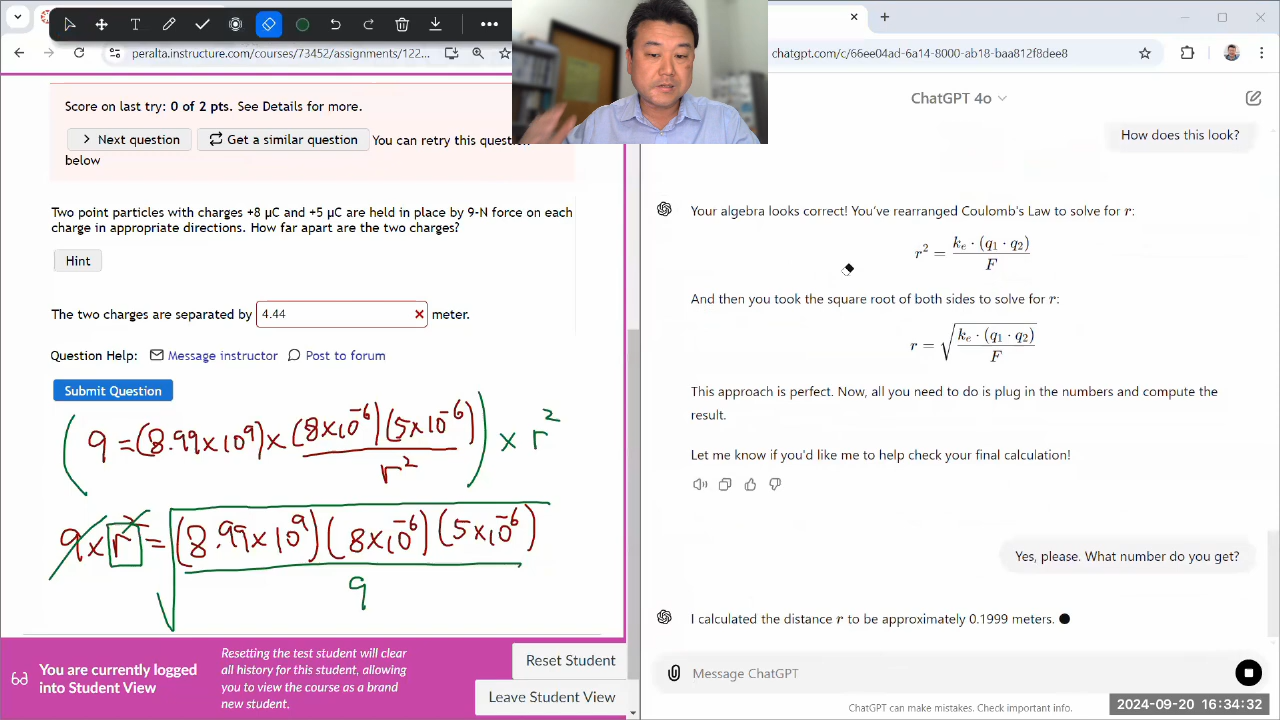 peralta.instructure.com/courses/73452/assignments/122...
chatgpt.com/c/66ee04ad-6a14-8000-ab18-baa812f8dee8
Score on last try: 0 of 2 pts. See Details for more.
Next question
Get a similar question
You can retry this question
below
Two point particles with charges +8 μC and +5 μC are held in place by 9-N force on each
charge in appropriate directions. How far apart are the two charges?
Hint
The two charges are separated by 4.44 meter.
Question Help: Message instructor Post to forum
Submit Question
(9 = (8.99 x 10^9) x (8x10^-6)(5x10^-6) / r^2) x r^2
9 x r^2 = √((8.99 x 10^9)(8x10^-6)(5x10^-6) / 9)
You are currently logged
into Student View
Resetting the test student will clear
all history for this student, allowing
you to view the course as a brand
new student.
Reset Student
Leave Student View
ChatGPT 4o
How does this look?
Your algebra looks correct! You've rearranged Coulomb's Law to solve for r:
r² = kₑ · (q₁ · q₂) / F
And then you took the square root of both sides to solve for r:
r = √(kₑ · (q₁ · q₂) / F)
This approach is perfect. Now, all you need to do is plug in the numbers and compute the
result.
Let me know if you'd like me to help check your final calculation!
Yes, please. What number do you get?
I calculated the distance r to be approximately 0.1999 meters.
Message ChatGPT
ChatGPT can make mistakes. Check important info.
2024-09-20 16:34:32